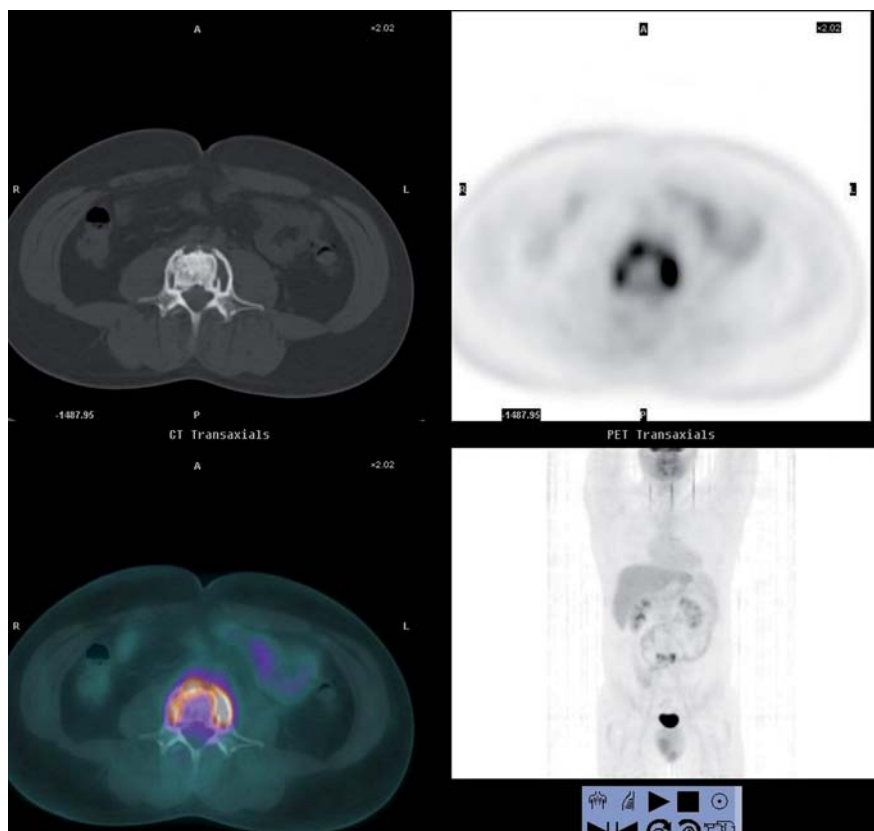 A ×2.02
R L
-1487.95 P
CT Transaxials
A ×2.02
R L
-1487.95 P
PET Transaxials
A ×2.02
R L